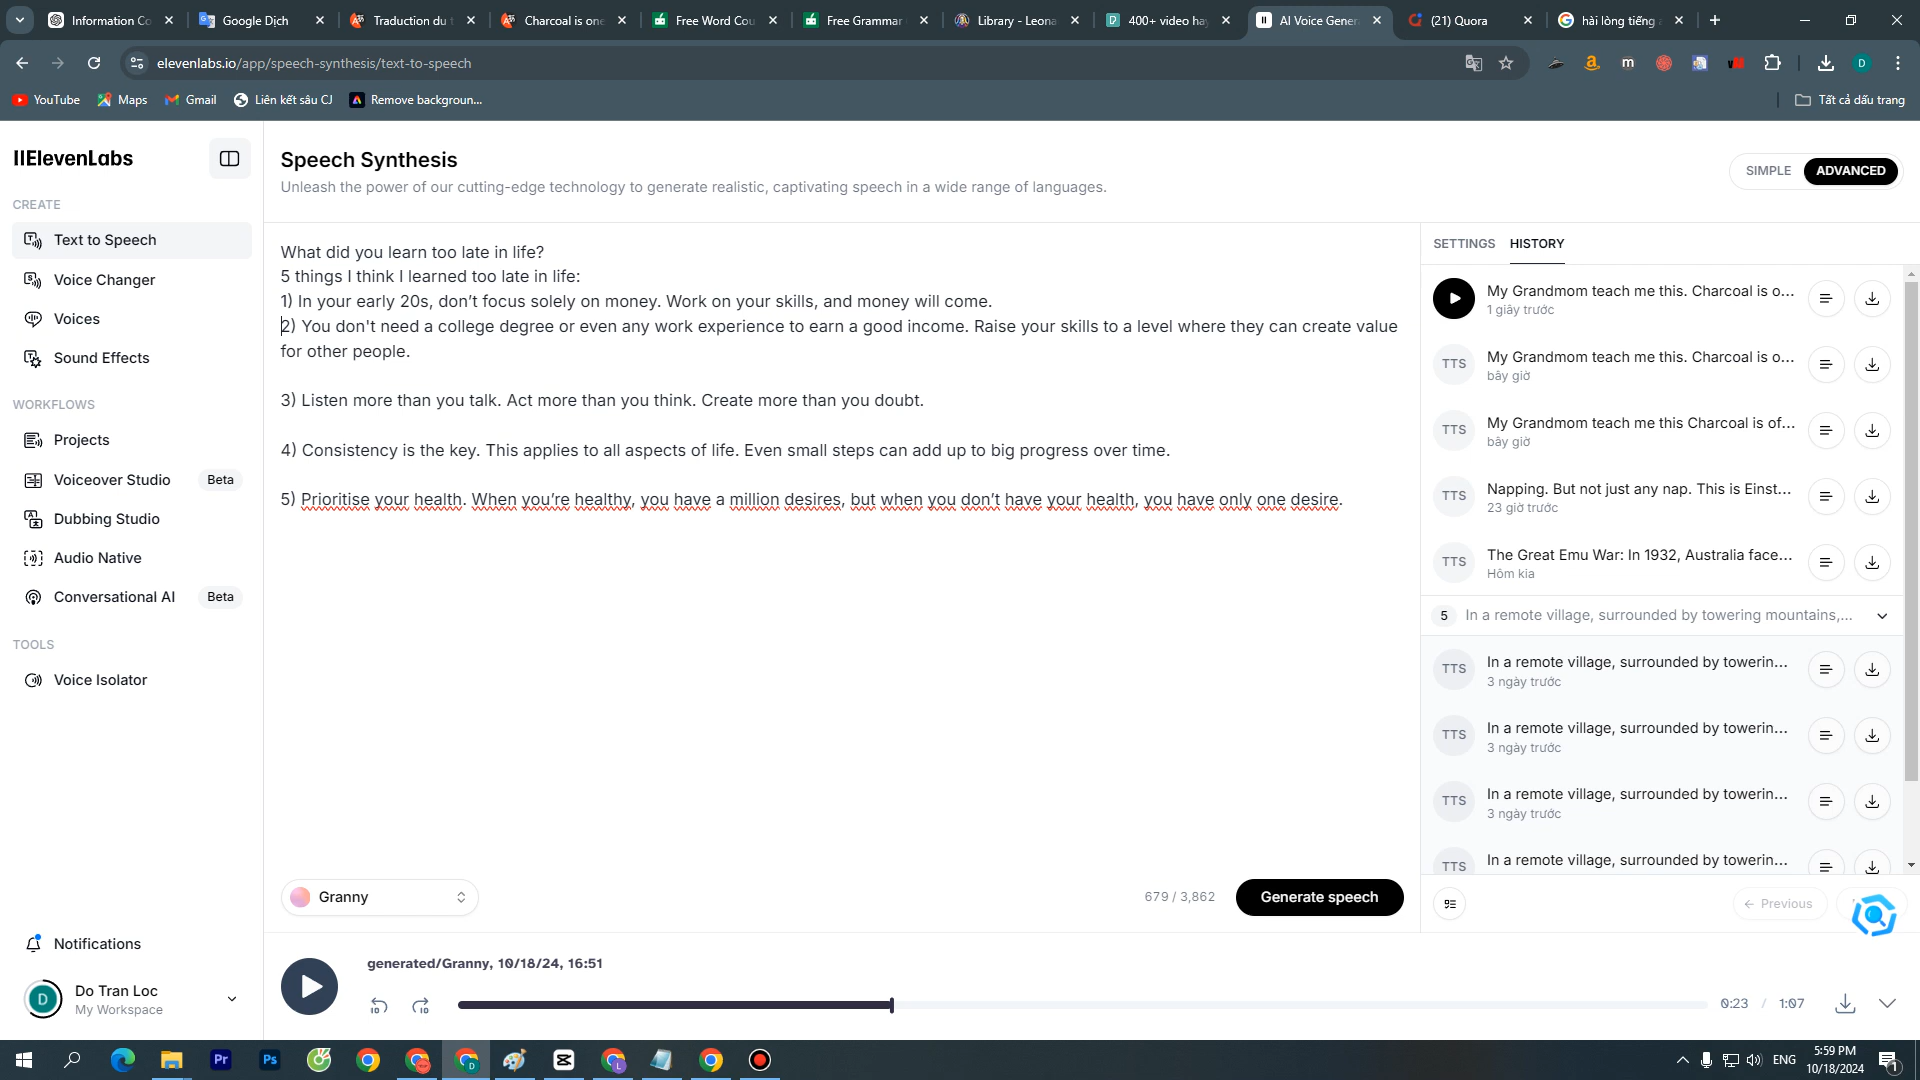 Information Co
Google Dịch
Traduction du t
Charcoal is one
Free Word Cou
Free Grammar
Library - Leona
400+ video ha
AI Voice Gener
(21) Quora
hài lòng tiếng
elevenlabs.io/app/speech-synthesis/text-to-speech
YouTube
Maps
Gmail
Liên kết sâu CJ
Remove backgroun...
Tất cả dấu trang
IIElevenLabs
CREATE
Text to Speech
Voice Changer
Voices
Sound Effects
WORKFLOWS
Projects
Voiceover Studio Beta
Dubbing Studio
Audio Native
Conversational AI Beta
TOOLS
Voice Isolator
Notifications
D
Do Tran Loc
My Workspace
Speech Synthesis
Unleash the power of our cutting-edge technology to generate realistic, captivating speech in a wide range of languages.
SIMPLE ADVANCED
What did you learn too late in life?
5 things I think I learned too late in life:
1) In your early 20s, don’t focus solely on money. Work on your skills, and money will come.
2) You don't need a college degree or even any work experience to earn a good income. Raise your skills to a level where they can create value
for other people.
3) Listen more than you talk. Act more than you think. Create more than you doubt.
4) Consistency is the key. This applies to all aspects of life. Even small steps can add up to big progress over time.
5) Prioritise your health. When you’re healthy, you have a million desires, but when you don’t have your health, you have only one desire.
Granny
679 / 3,862
Generate speech
SETTINGS HISTORY
My Grandmom teach me this. Charcoal is o...
1 giây trước
TTS
My Grandmom teach me this. Charcoal is o...
bây giờ
TTS
My Grandmom teach me this Charcoal is of...
bây giờ
TTS
Napping. But not just any nap. This is Einst...
23 giờ trước
TTS
The Great Emu War: In 1932, Australia face...
Hôm kia
5 In a remote village, surrounded by towering mountains,...
TTS
In a remote village, surrounded by towerin...
3 ngày trước
TTS
In a remote village, surrounded by towerin...
3 ngày trước
TTS
In a remote village, surrounded by towerin...
3 ngày trước
TTS
In a remote village, surrounded by towerin...
Previous
generated/Granny, 10/18/24, 16:51
10
10
0:23 / 1:07
Pr
Ps
ENG
5:59 PM
10/18/2024
1